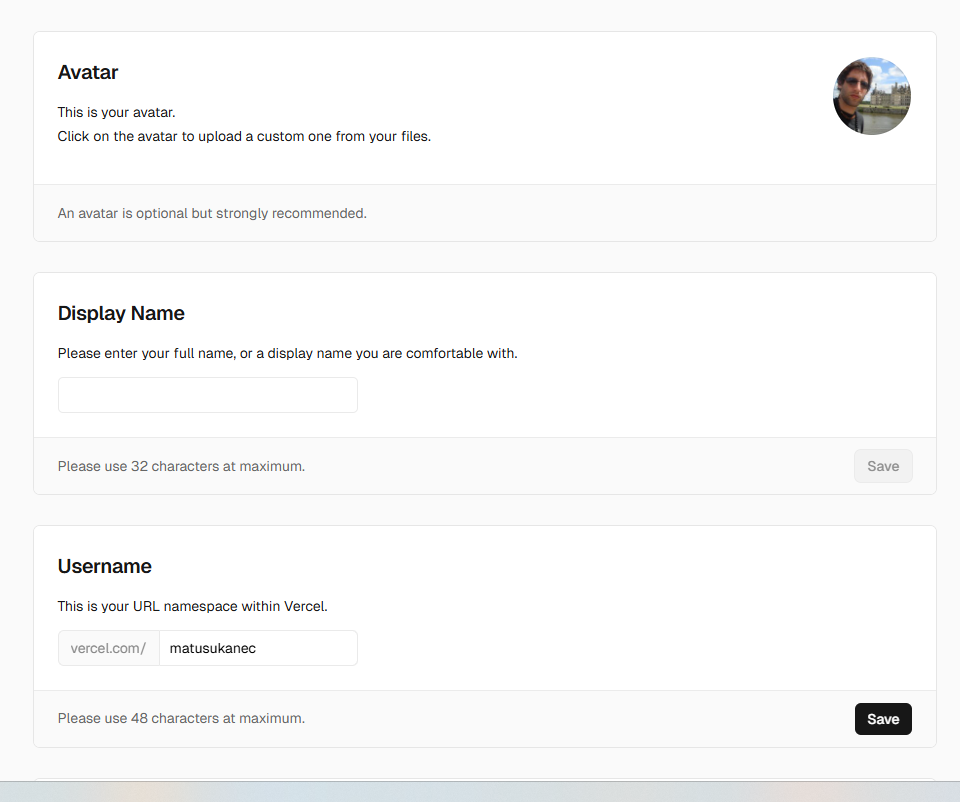 Avatar
This is your avatar.
Click on the avatar to upload a custom one from your files.
An avatar is optional but strongly recommended.
Display Name
Please enter your full name, or a display name you are comfortable with.
Please use 32 characters at maximum.
Save
Username
This is your URL namespace within Vercel.
vercel.com/ matusukanec
Please use 48 characters at maximum.
Save